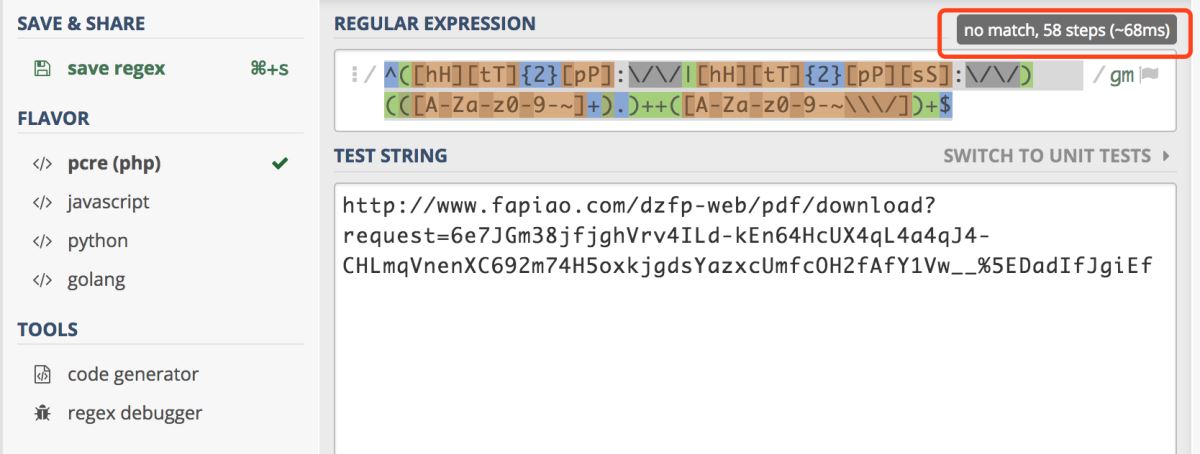 SAVE & SHARE
save regex ⌘+s
FLAVOR
</> pcre (php)
</> javascript
</> python
</> golang
TOOLS
code generator
regex debugger
REGULAR EXPRESSION
no match, 58 steps (~68ms)
/ ^([hH][tT]{2}[pP]:\/\/|[hH][tT]{2}[pP][sS]:\/\/) / gm
(([A-Za-z0-9-~]+).)++([A-Za-z0-9-~\\\/])+$
TEST STRING
SWITCH TO UNIT TESTS
http://www.fapiao.com/dzfp-web/pdf/download?
request=6e7JGm38jfjghVrv4ILd-kEn64HcUX4qL4a4qJ4-
CHLmqVnenXC692m74H5oxkjgdsYazxcUmfcOH2fAfY1Vw__%5EDadIfJgiEf